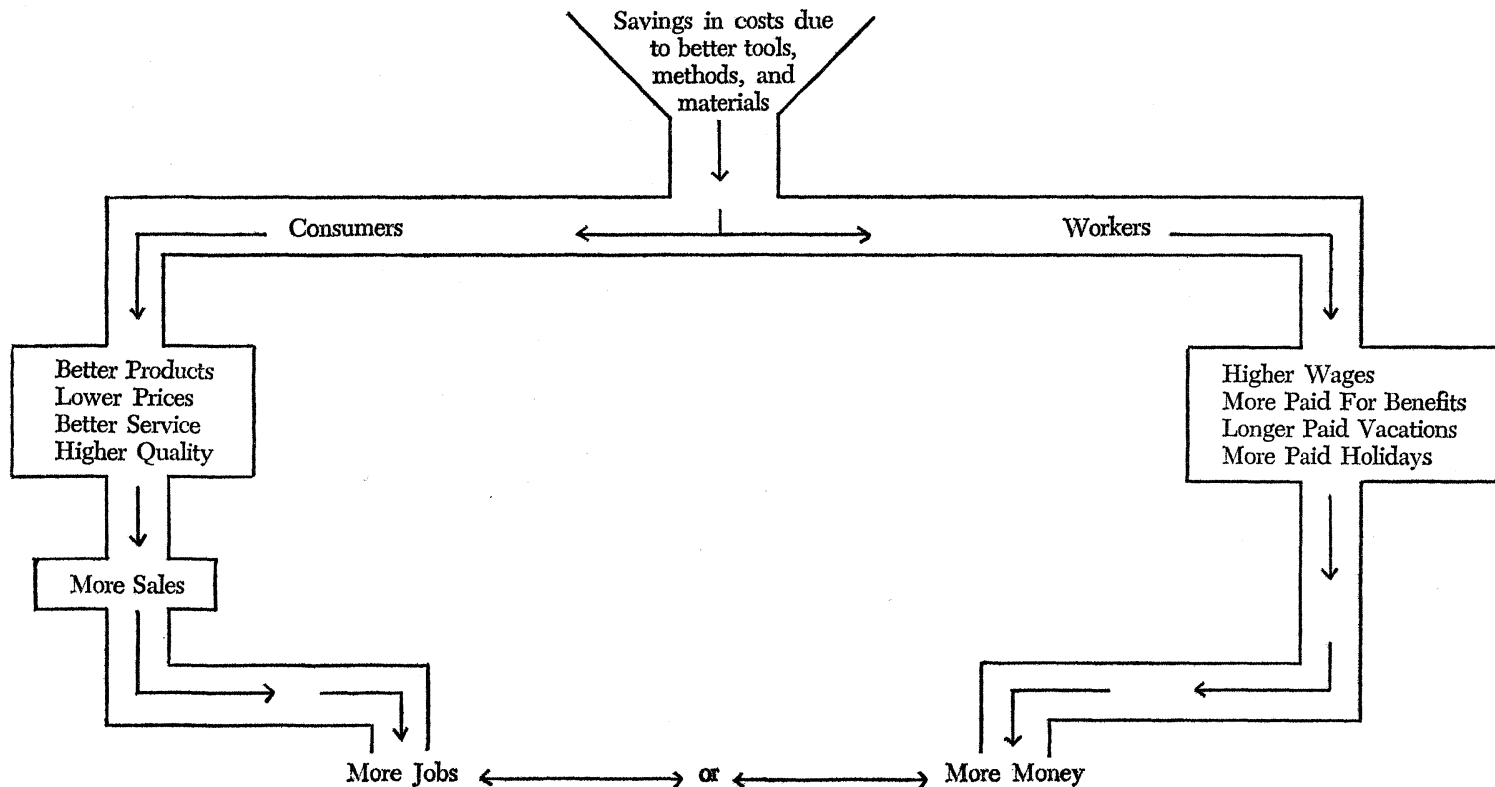 Savings in costs due
to better tools,
methods, and
materials
Consumers
Workers
Better Products
Lower Prices
Better Service
Higher Quality
Higher Wages
More Paid For Benefits
Longer Paid Vacations
More Paid Holidays
More Sales
More Jobs or More Money